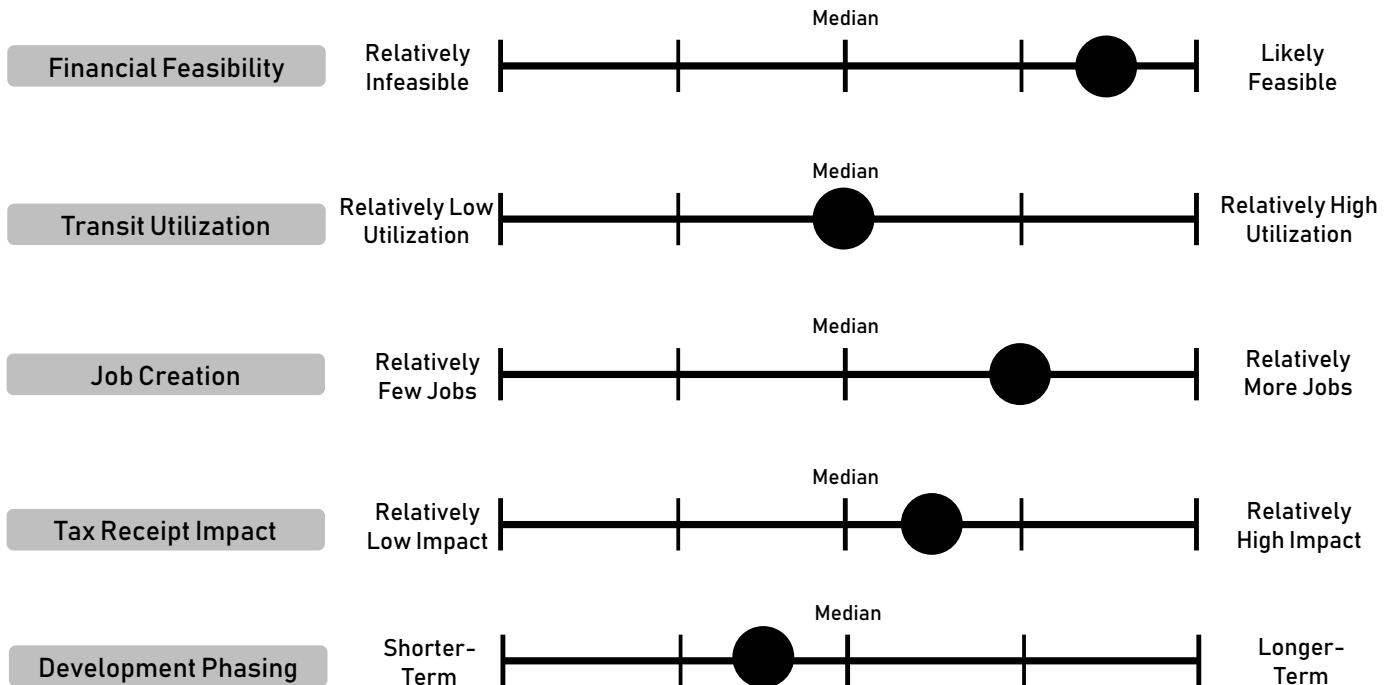 Median
Financial Feasibility
Relatively
Infeasible
Likely
Feasible
Median
Transit Utilization
Relatively Low
Utilization
Relatively High
Utilization
Median
Job Creation
Relatively
Few Jobs
Relatively
More Jobs
Median
Tax Receipt Impact
Relatively
Low Impact
Relatively
High Impact
Median
Development Phasing
Shorter-
Term
Longer-
Term